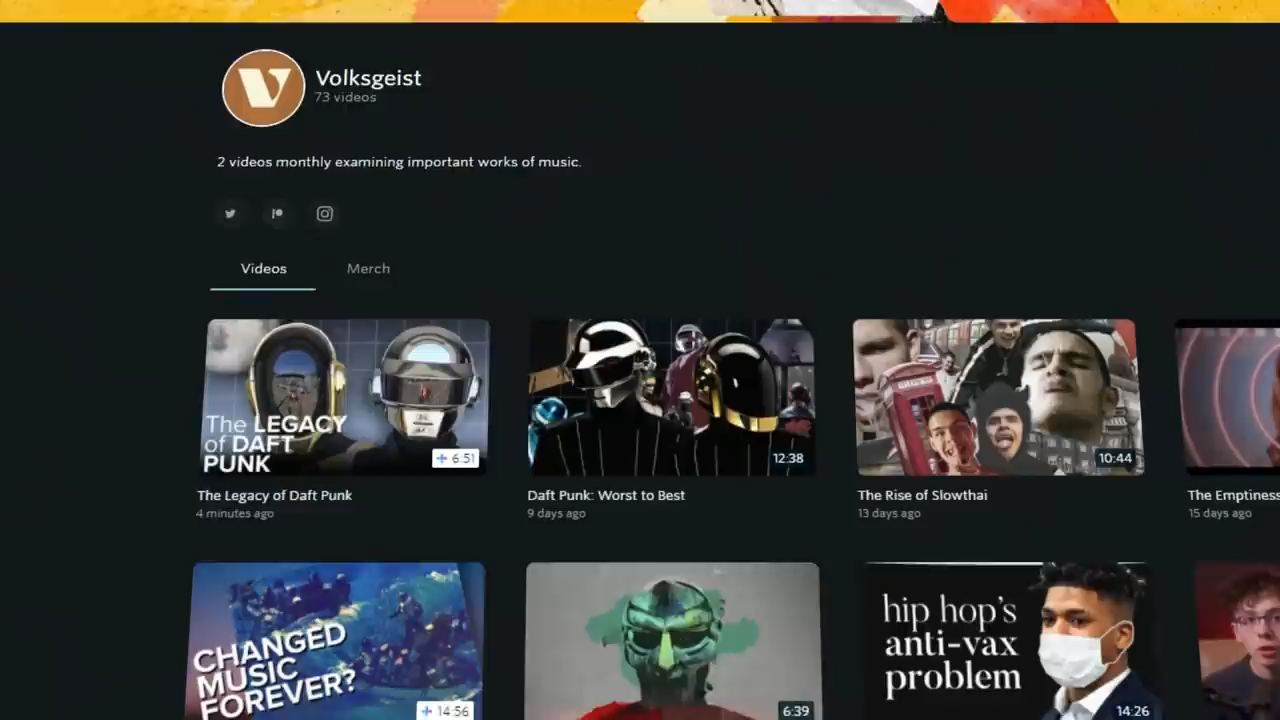 V
Volksgeist
73 videos
2 videos monthly examining important works of music.
Videos
Merch
The LEGACY
of DAFT
PUNK
+ 6:51
12:38
10:44
The Legacy of Daft Punk
4 minutes ago
Daft Punk: Worst to Best
9 days ago
The Rise of Slowthai
13 days ago
The Emptiness
15 days ago
CHANGED
MUSIC
FOREVER?
+ 14:56
6:39
hip hop's
anti-vax
problem
14:26